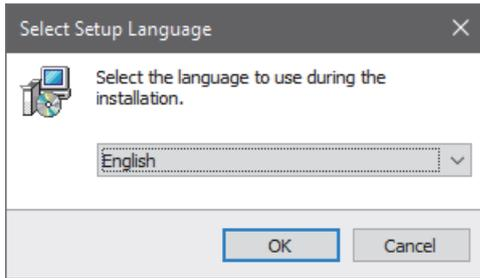 Select Setup Language
Select the language to use during the
installation.
English
OK
Cancel